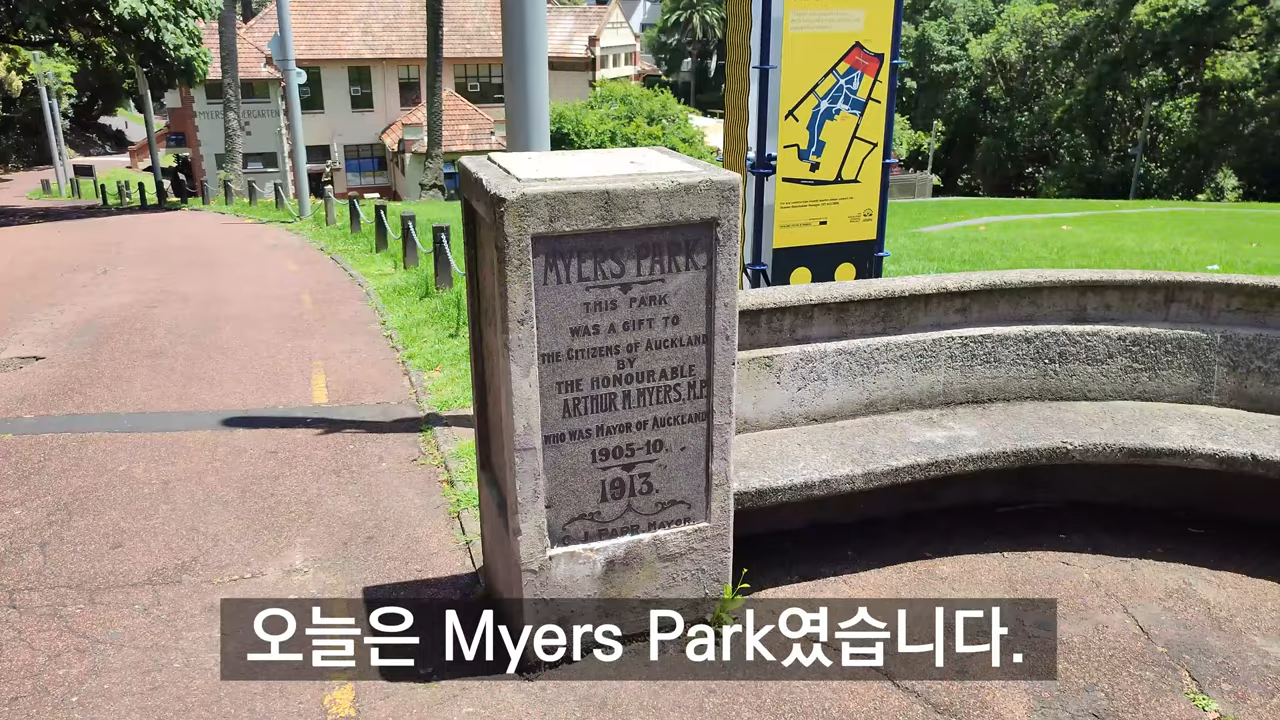 MYERS KINDERGARTEN
MYERS PARK
THIS PARK
WAS A GIFT TO
THE CITIZENS OF AUCKLAND
BY
THE HONOURABLE
ARTHUR M. MYERS, M.P.
WHO WAS MAYOR OF AUCKLAND
1905-10.
1913.
C. J. PARR, MAYOR.
오늘은 Myers Park였습니다.